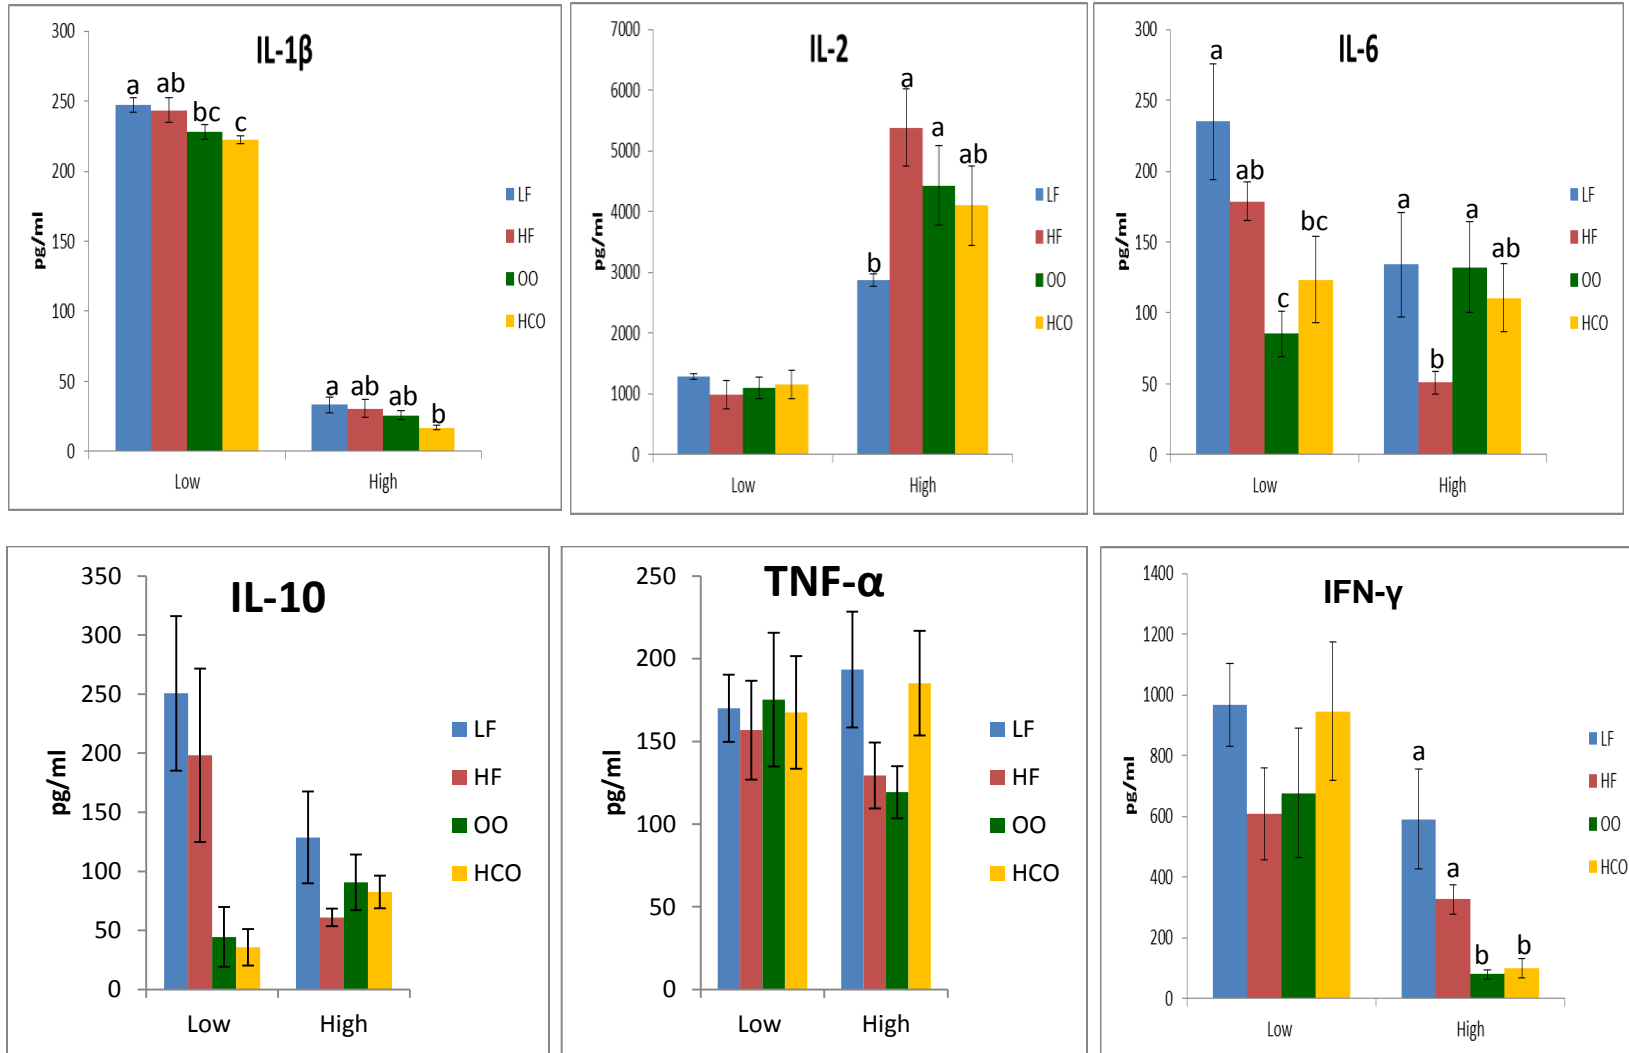 IL-1β
300
250
200
150
100
50
0
pg/ml
a ab bc c
a ab ab b
Low High
LF
HF
OO
HCO
IL-2
7000
6000
5000
4000
3000
2000
1000
0
pg/ml
b a a ab
Low High
LF
HF
OO
HCO
IL-6
300
250
200
150
100
50
0
pg/ml
a ab c bc
a b a ab
Low High
LF
HF
OO
HCO
IL-10
350
300
250
200
150
100
50
0
pg/ml
Low High
LF
HF
OO
HCO
TNF-α
250
200
150
100
50
0
pg/ml
Low High
LF
HF
OO
HCO
IFN-γ
1400
1200
1000
800
600
400
200
0
pg/ml
a a b b
Low High
LF
HF
OO
HCO